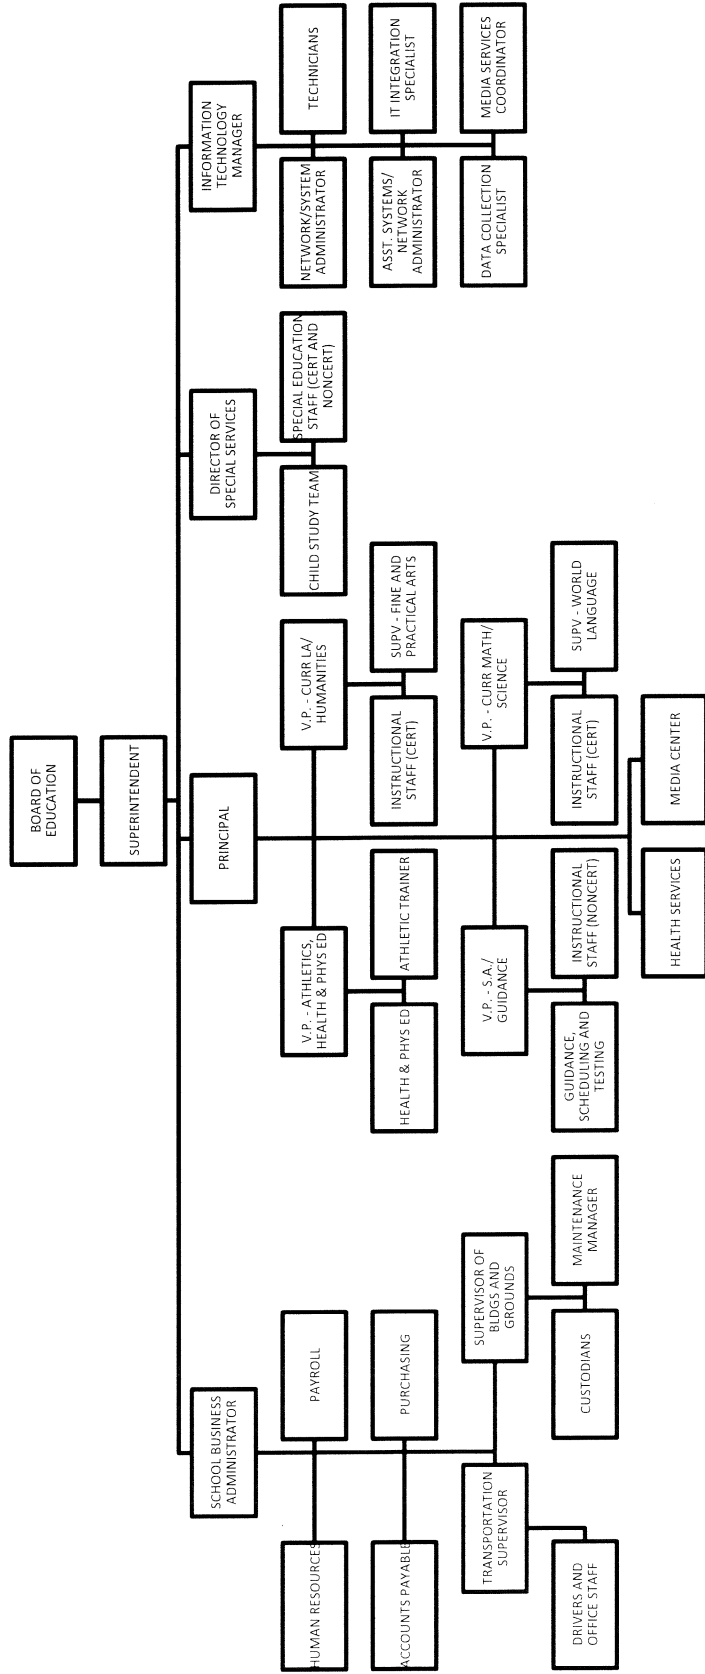 BOARD OF
EDUCATION
SUPERINTENDENT
SCHOOL BUSINESS
ADMINISTRATOR
PRINCIPAL
DIRECTOR OF
SPECIAL SERVICES
INFORMATION
TECHNOLOGY
MANAGER
HUMAN RESOURCES
PAYROLL
ACCOUNTS PAYABLE
PURCHASING
TRANSPORTATION
SUPERVISOR
DRIVERS AND
OFFICE STAFF
SUPERVISOR OF
BLDGS AND
GROUNDS
CUSTODIANS
MAINTENANCE
MANAGER
V.P. - ATHLETICS,
HEALTH & PHYS ED
HEALTH & PHYS ED
ATHLETIC TRAINER
V.P. - CURR LA/
HUMANITIES
INSTRUCTIONAL
STAFF (CERT)
SUPV - FINE AND
PRACTICAL ARTS
V.P. - S.A./
GUIDANCE
GUIDANCE,
SCHEDULING AND
TESTING
INSTRUCTIONAL
STAFF (NONCERT)
V.P. - CURR MATH/
SCIENCE
INSTRUCTIONAL
STAFF (CERT)
SUPV - WORLD
LANGUAGE
HEALTH SERVICES
MEDIA CENTER
CHILD STUDY TEAM
SPECIAL EDUCATION
STAFF (CERT AND
NONCERT)
NETWORK/SYSTEM
ADMINISTRATOR
TECHNICIANS
ASST. SYSTEMS/
NETWORK
ADMINISTRATOR
IT INTEGRATION
SPECIALIST
DATA COLLECTION
SPECIALIST
MEDIA SERVICES
COORDINATOR